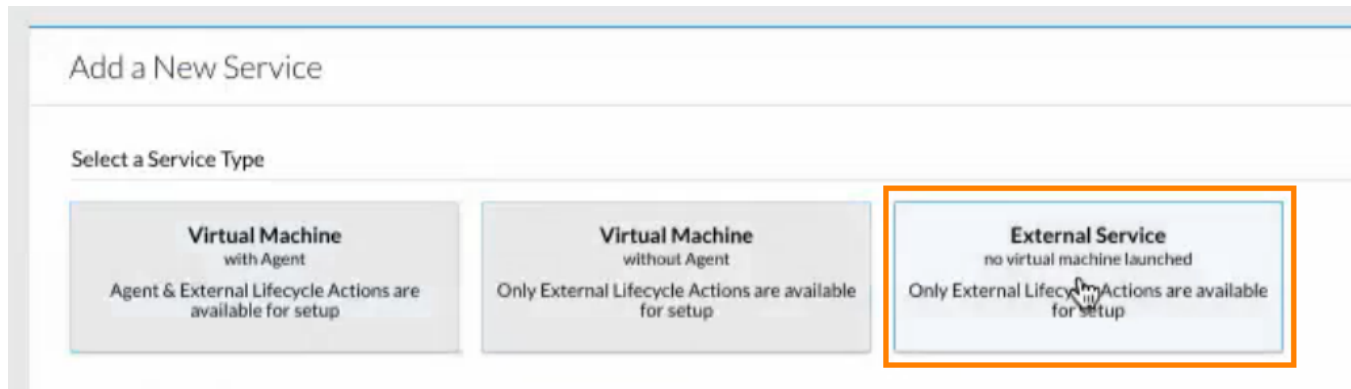 Add a New Service
Select a Service Type
Virtual Machine
with Agent
Agent & External Lifecycle Actions are
available for setup
Virtual Machine
without Agent
Only External Lifecycle Actions are available
for setup
External Service
no virtual machine launched
Only External Lifecycle Actions are available
for setup